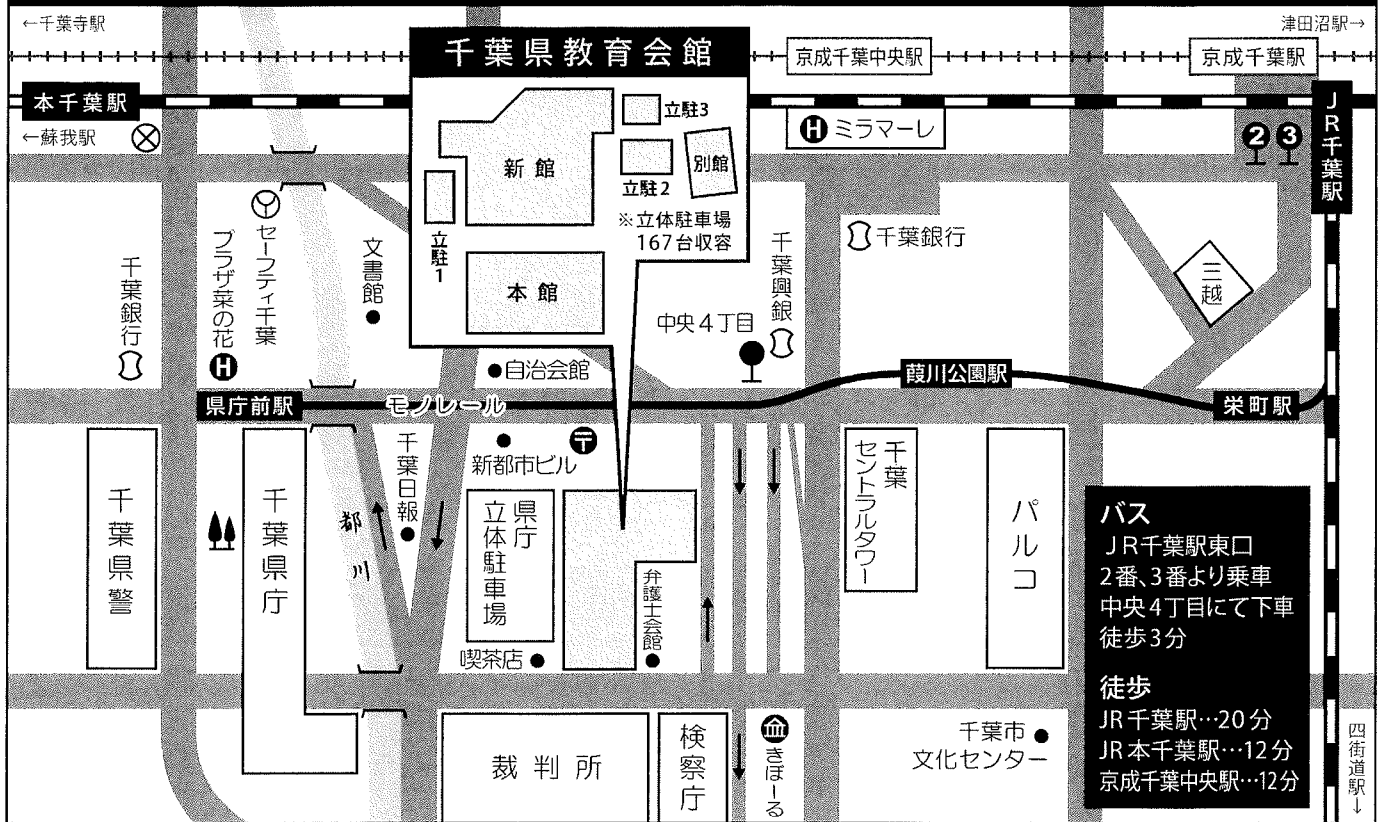 ←千葉寺駅
津田沼駅→
千葉県教育会館
京成千葉中央駅
京成千葉駅
本千葉駅
JR千葉駅
←蘇我駅
H ミラマーレ
2 3
新館
立駐3
立駐2
別館
立駐1
※立体駐車場
167台収容
本館
セーフティ千葉
プラザ菜の花
H
千葉銀行
文書館
千葉銀行
千葉興銀
中央4丁目
三越
自治会館
葭川公園駅
県庁前駅
モノレール
栄町駅
千葉県警
千葉県庁
都川
千葉日報
新都市ビル
〒
県庁
立体駐車場
喫茶店
弁護士会館
千葉
セントラルタワー
パルコ
バス
JR千葉駅東口
2番、3番より乗車
中央4丁目にて下車
徒歩3分
徒歩
JR千葉駅…20分
JR本千葉駅…12分
京成千葉中央駅…12分
裁判所
検察庁
きぼーる
千葉市
文化センター
四街道駅→